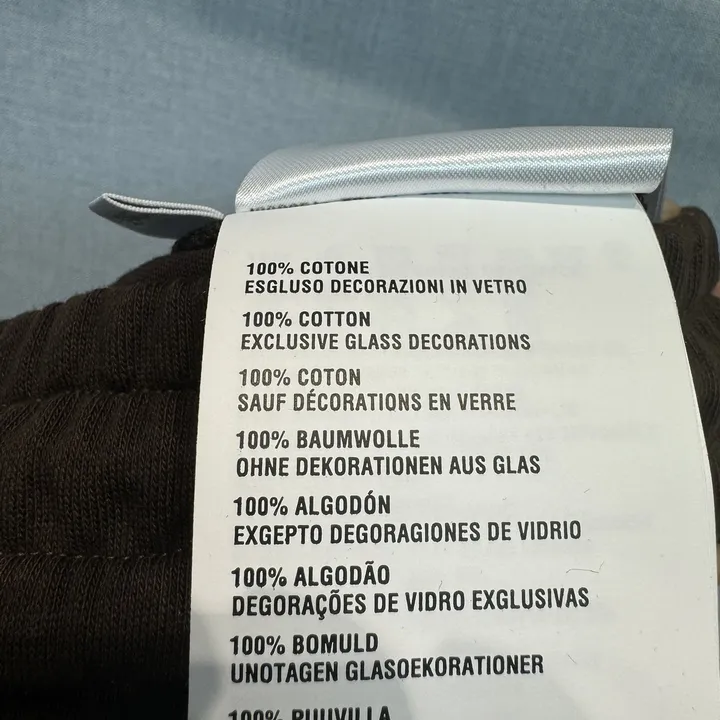 100% COTONE
ESGLUSO DECORAZIONI IN VETRO
100% COTTON
EXCLUSIVE GLASS DECORATIONS
100% COTON
SAUF DÉCORATIONS EN VERRE
100% BAUMWOLLE
OHNE DEKORATIONEN AUS GLAS
100% ALGODÓN
EXGEPTO DEGORAGIONES DE VIDRIO
100% ALGODÃO
DEGORAÇÕES DE VIDRO EXGLUSIVAS
100% BOMULD
UNOTAGEN GLASOEKORATIONER
100% PUUVILLA